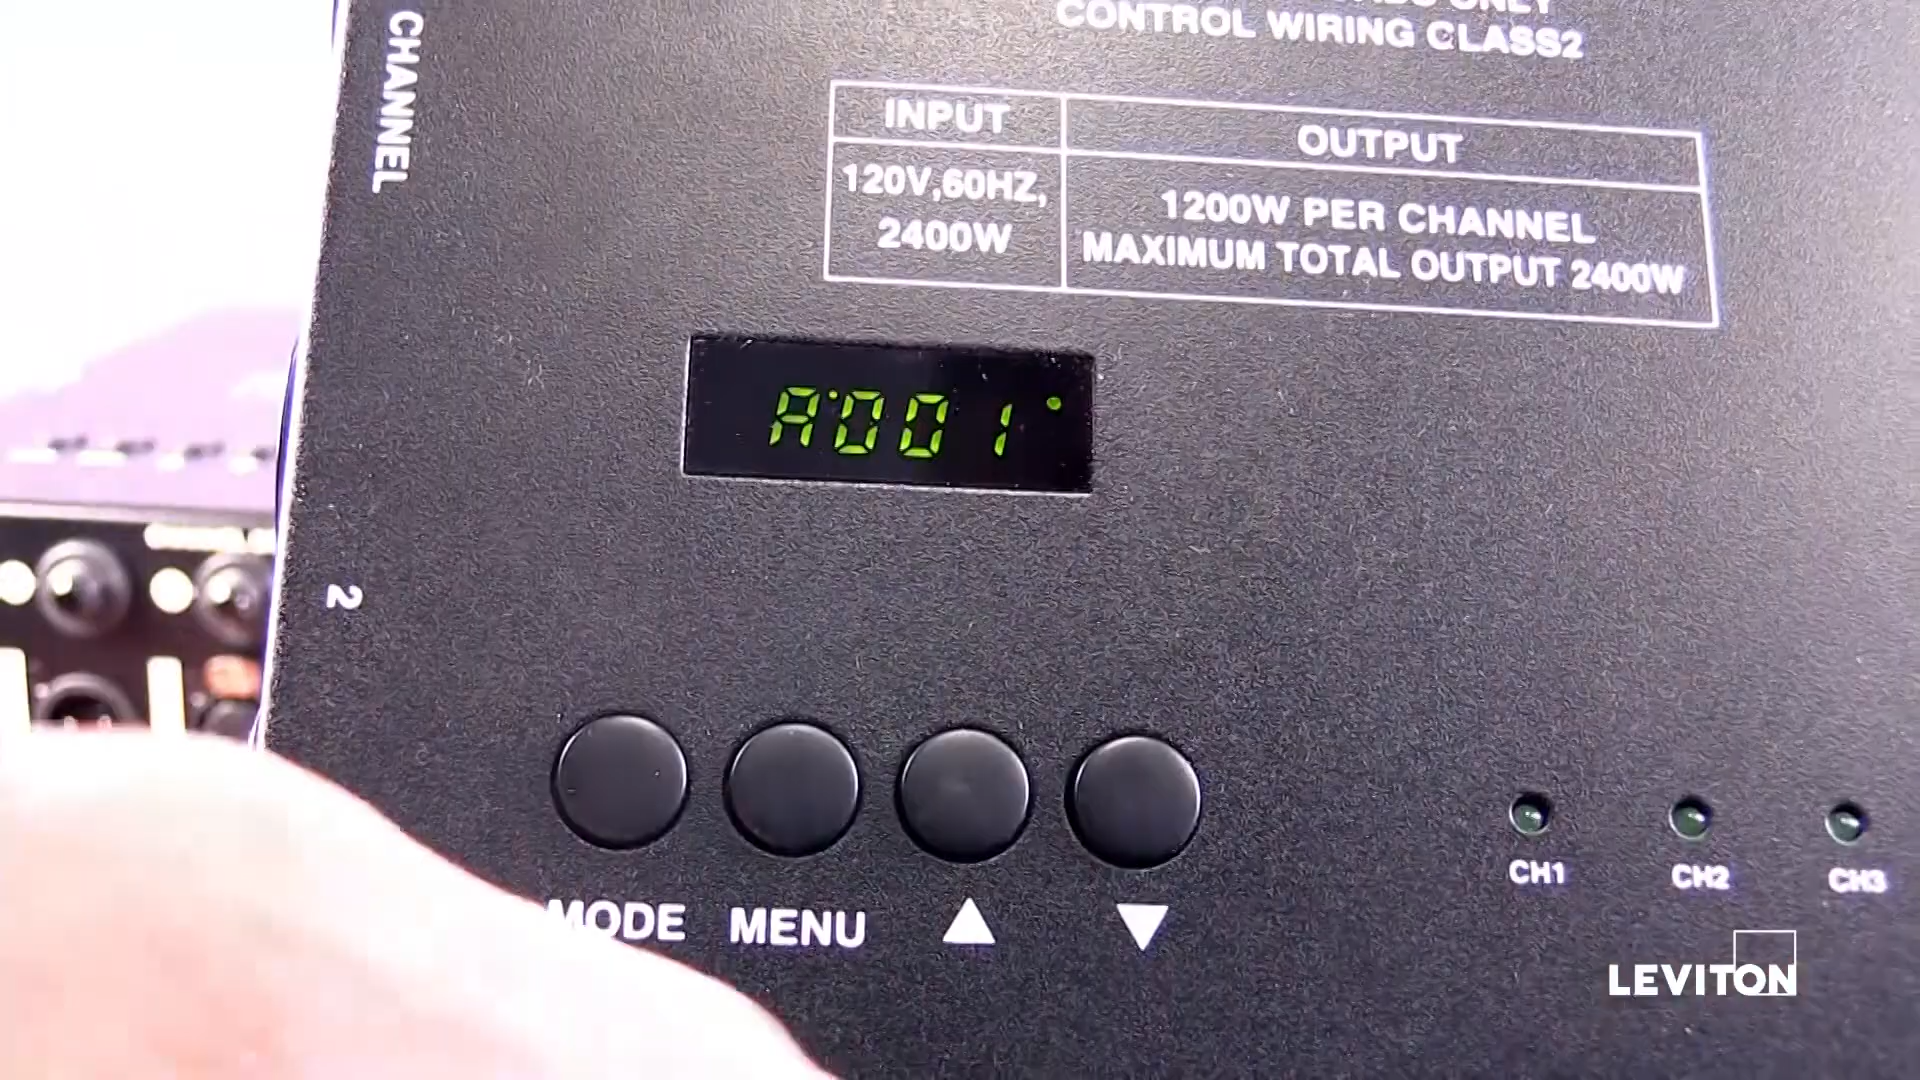 ONLY
CONTROL WIRING CLASS2
CHANNEL
INPUT
OUTPUT
120V,60HZ,
2400W
1200W PER CHANNEL
MAXIMUM TOTAL OUTPUT 2400W
A001
2
MODE MENU ▲ ▼
CH1 CH2 CH3
LEVITON